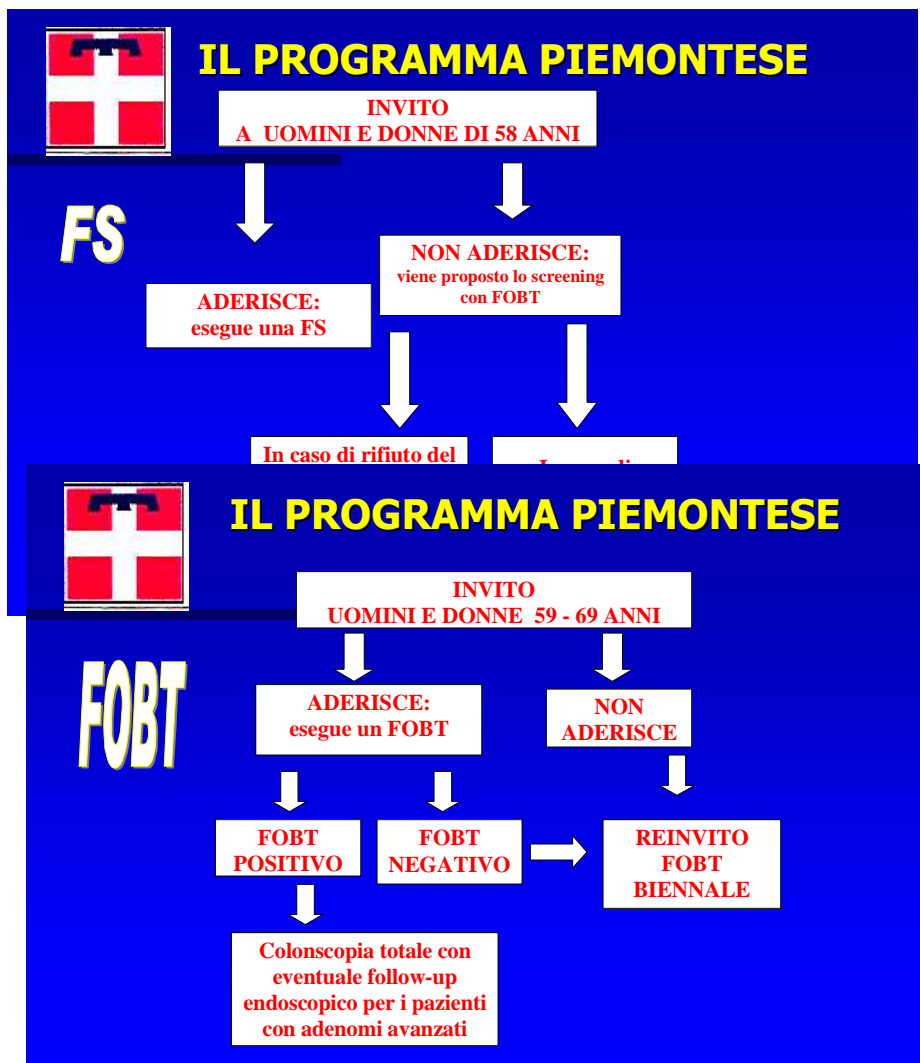 IL PROGRAMMA PIEMONTESE
INVITO
A UOMINI E DONNE DI 58 ANNI
FS
NON ADERISCE:
viene proposto lo screening
con FOBT
ADERISCE:
esegue una FS
In caso di rifiuto del
IL PROGRAMMA PIEMONTESE
INVITO
UOMINI E DONNE 59 - 69 ANNI
FOBT
ADERISCE:
esegue un FOBT
NON
ADERISCE
FOBT
POSITIVO
FOBT
NEGATIVO
REINVITO
FOBT
BIENNALE
Colonscopia totale con
eventuale follow-up
endoscopico per i pazienti
con adenomi avanzati